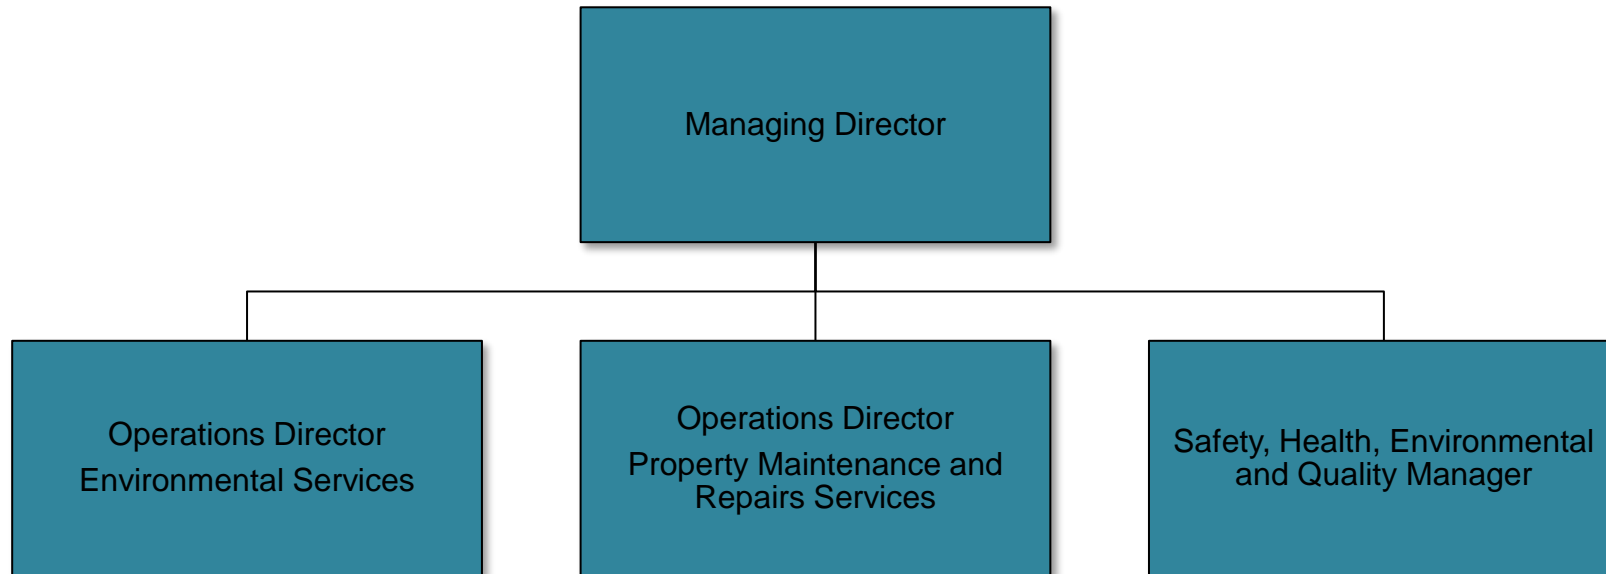 Managing Director
Operations Director
Environmental Services
Operations Director
Property Maintenance and
Repairs Services
Safety, Health, Environmental
and Quality Manager